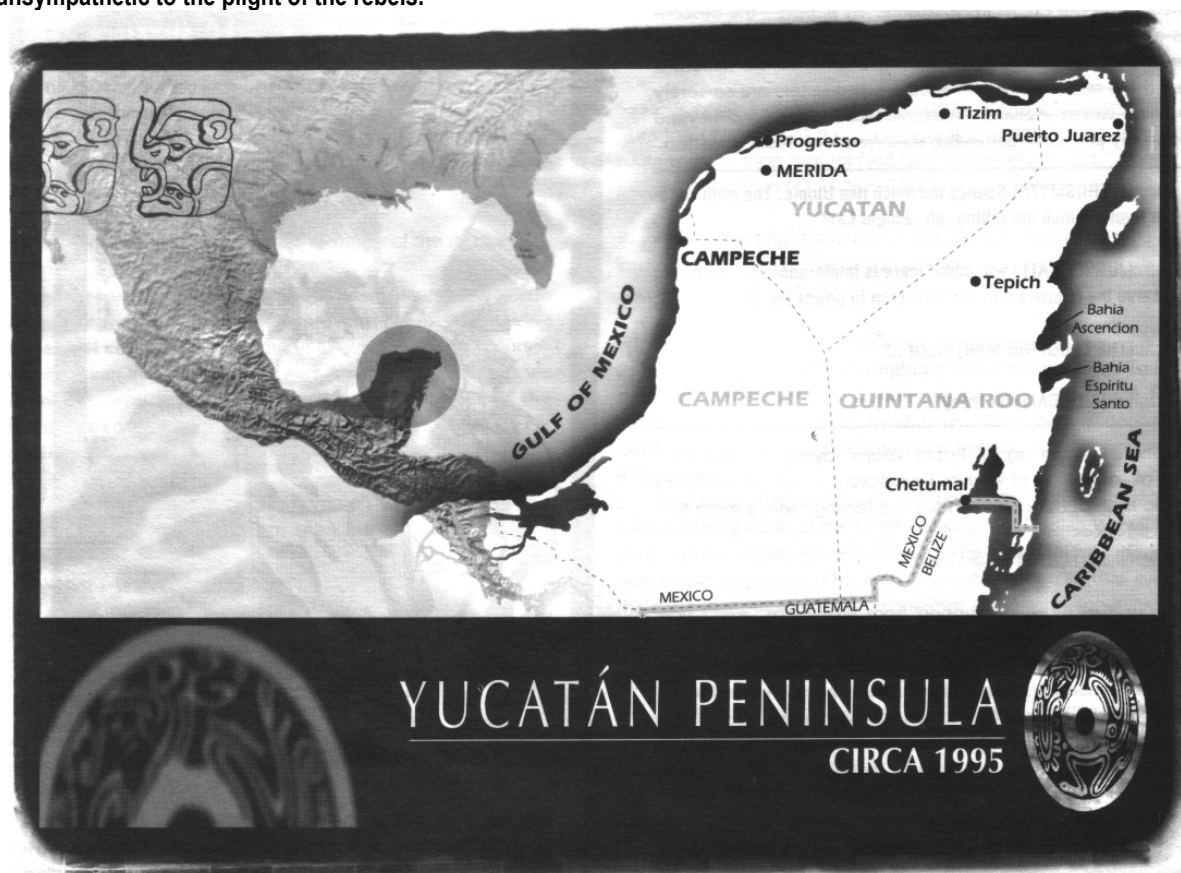 unsympathetic to the plight of the rebels.
Tizim
Puerto Juarez
Progresso
MERIDA
YUCATAN
CAMPECHE
Tepich
Bahia
Ascencion
Bahia
Espiritu
Santo
GULF OF MEXICO
CAMPECHE
QUINTANA ROO
Chetumal
MEXICO
BELIZE
CARIBBEAN SEA
MEXICO
GUATEMALA
YUCATÁN PENINSULA
CIRCA 1995